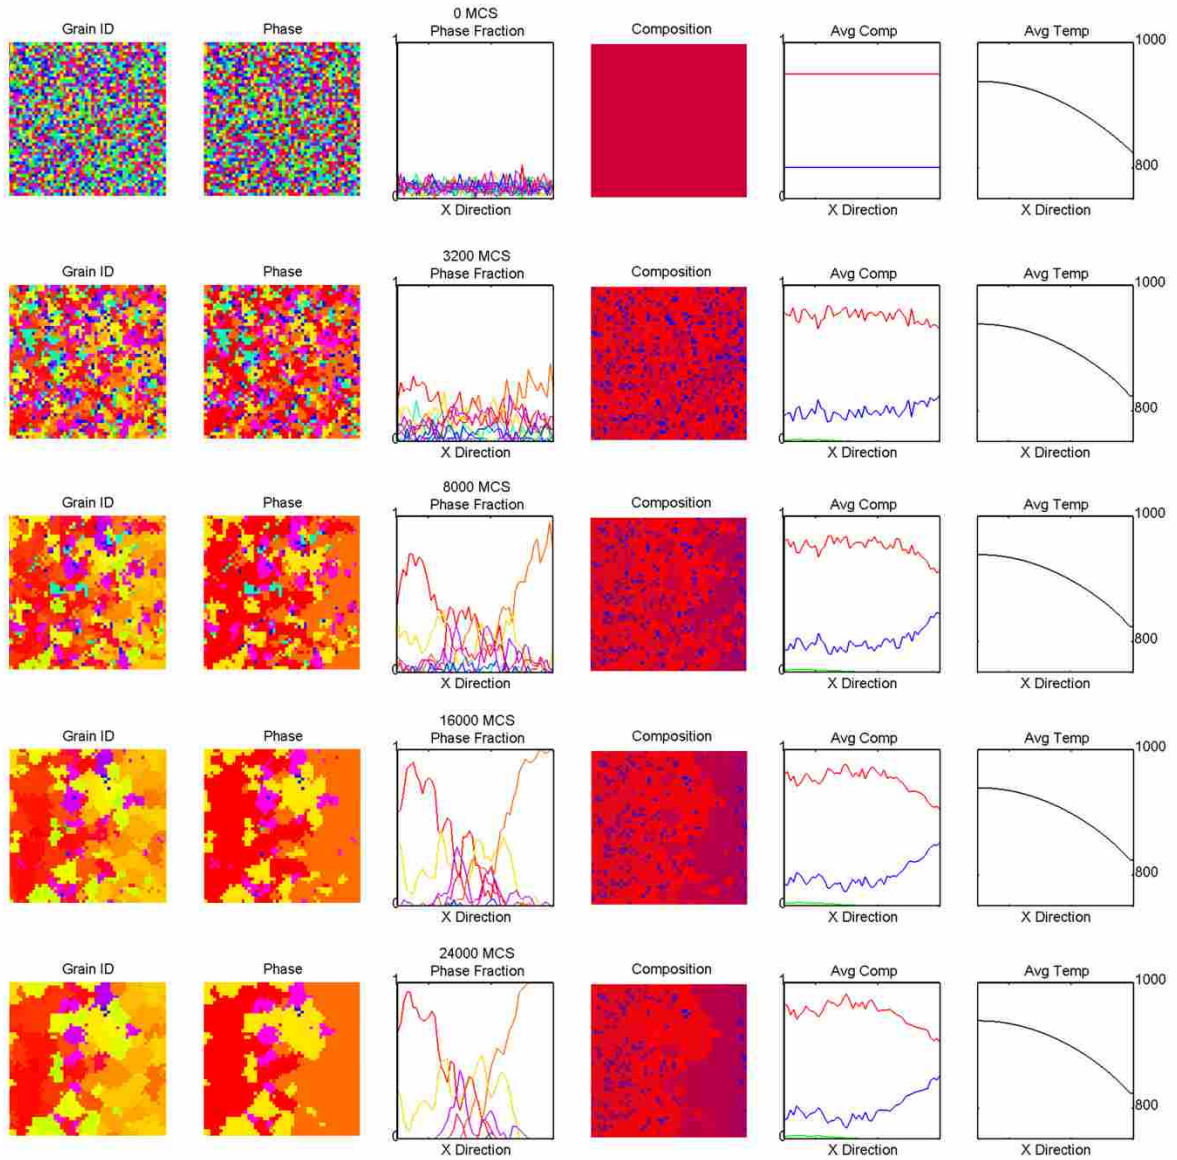 0 MCS
Grain ID Phase Phase Fraction Composition Avg Comp Avg Temp
1 1 1000
800
0 0
X Direction X Direction X Direction
3200 MCS
Grain ID Phase Phase Fraction Composition Avg Comp Avg Temp
1 1 1000
800
0 0
X Direction X Direction X Direction
8000 MCS
Grain ID Phase Phase Fraction Composition Avg Comp Avg Temp
1 1 1000
800
0 0
X Direction X Direction X Direction
16000 MCS
Grain ID Phase Phase Fraction Composition Avg Comp Avg Temp
1 1 1000
800
0 0
X Direction X Direction X Direction
24000 MCS
Grain ID Phase Phase Fraction Composition Avg Comp Avg Temp
1 1 1000
800
0 0
X Direction X Direction X Direction